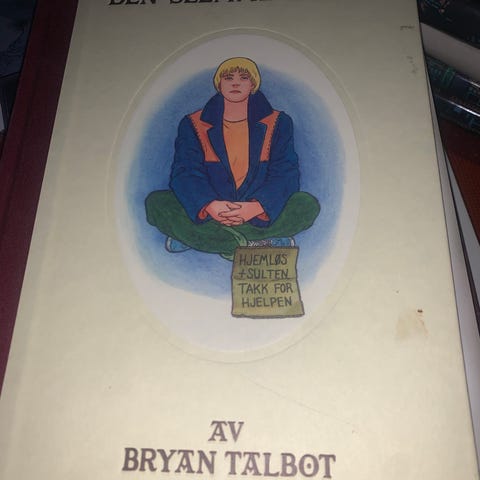 HJEMLØS
+SULTEN
TAKK FOR
HJELPEN
AV
BRYAN TALBOT